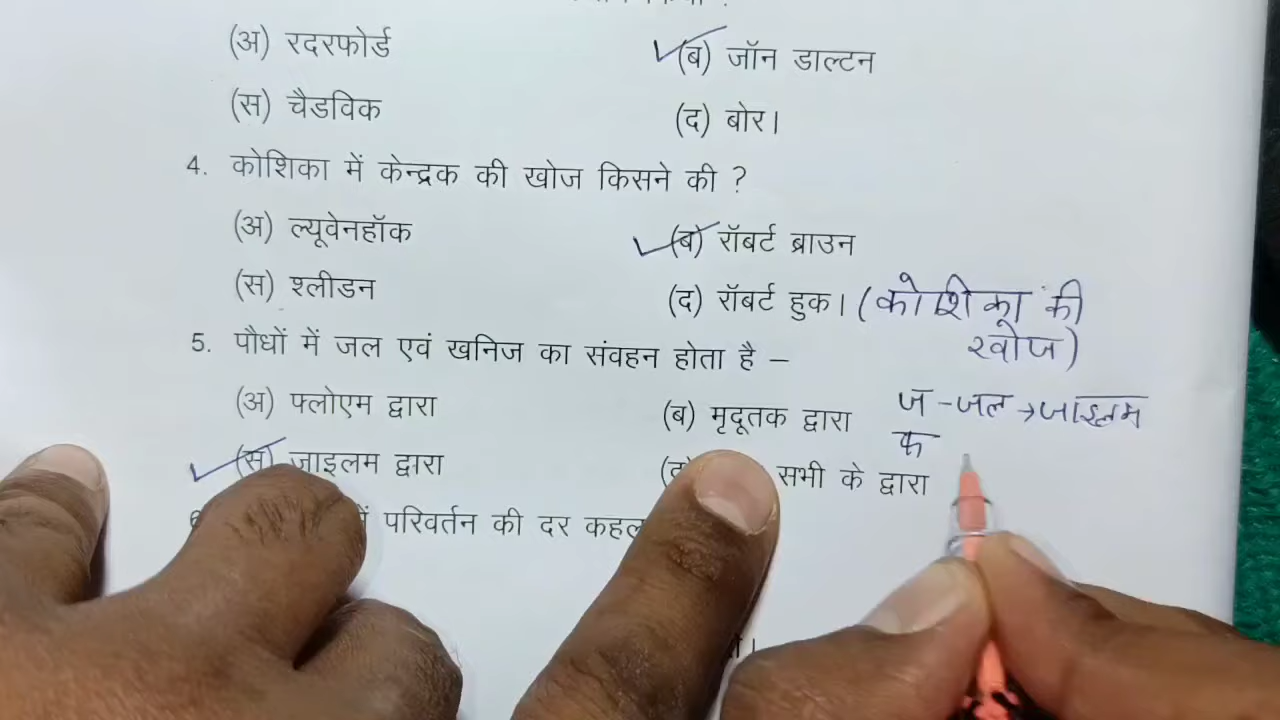 (अ) रदरफोर्ड (ब) जॉन डाल्टन
(स) चैडविक (द) बोर।
4. कोशिका में केन्द्रक की खोज किसने की ?
(अ) ल्यूवेनहॉक (ब) रॉबर्ट ब्राउन
(स) श्लीडन (द) रॉबर्ट हुक। (कोशिका की
खोज)
5. पौधों में जल एवं खनिज का संवहन होता है –
(अ) फ्लोएम द्वारा (ब) मृदूतक द्वारा
ज - जल → जाइलम
फ
(स) जाइलम द्वारा (द) सभी के द्वारा
परिवर्तन की दर